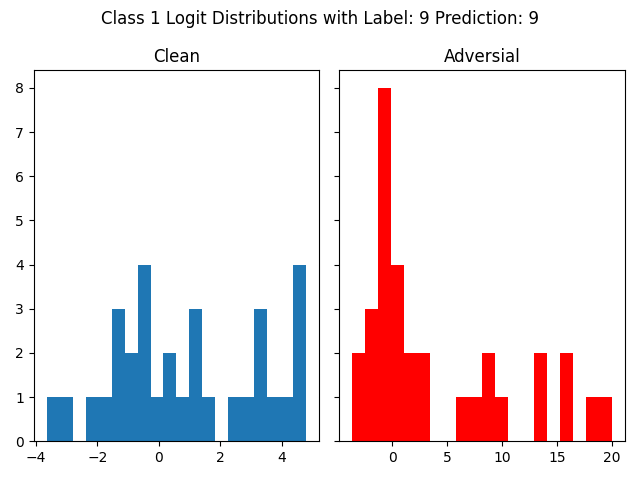 Class 1 Logit Distributions with Label: 9 Prediction: 9
Clean
Adversial
8
7
6
5
4
3
2
1
0
−4 −2 0 2 4
0 5 10 15 20